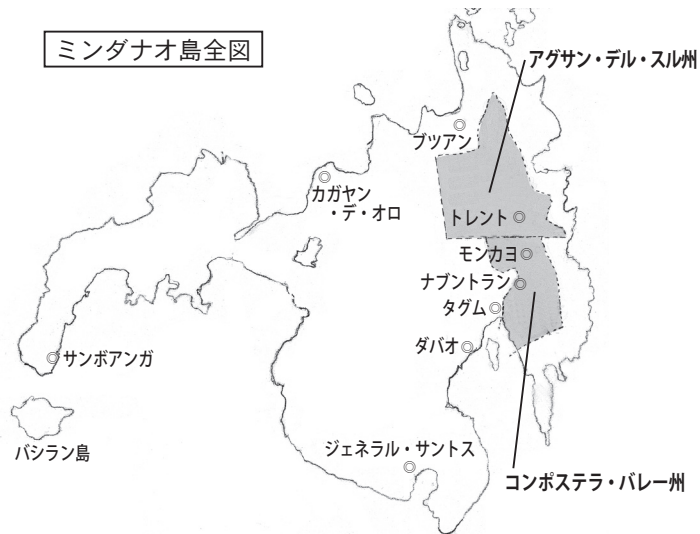 ミンダナオ島全図
アグサン・デル・スル州
ブツアン
カガヤン
・デ・オロ
トレント
モンカヨ
ナブントラン
タグム
ダバオ
サンボアンガ
バシラン島
ジェネラル・サントス
コンポステラ・バレー州